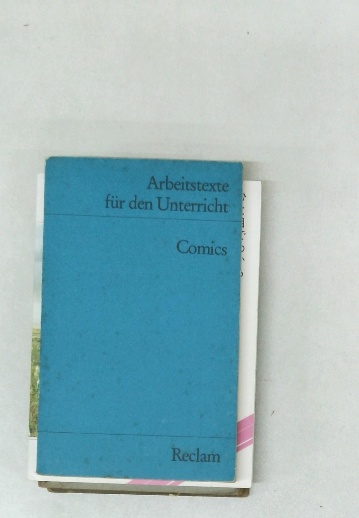 Arbeitstexte
für den Unterricht
Comics
Reclam